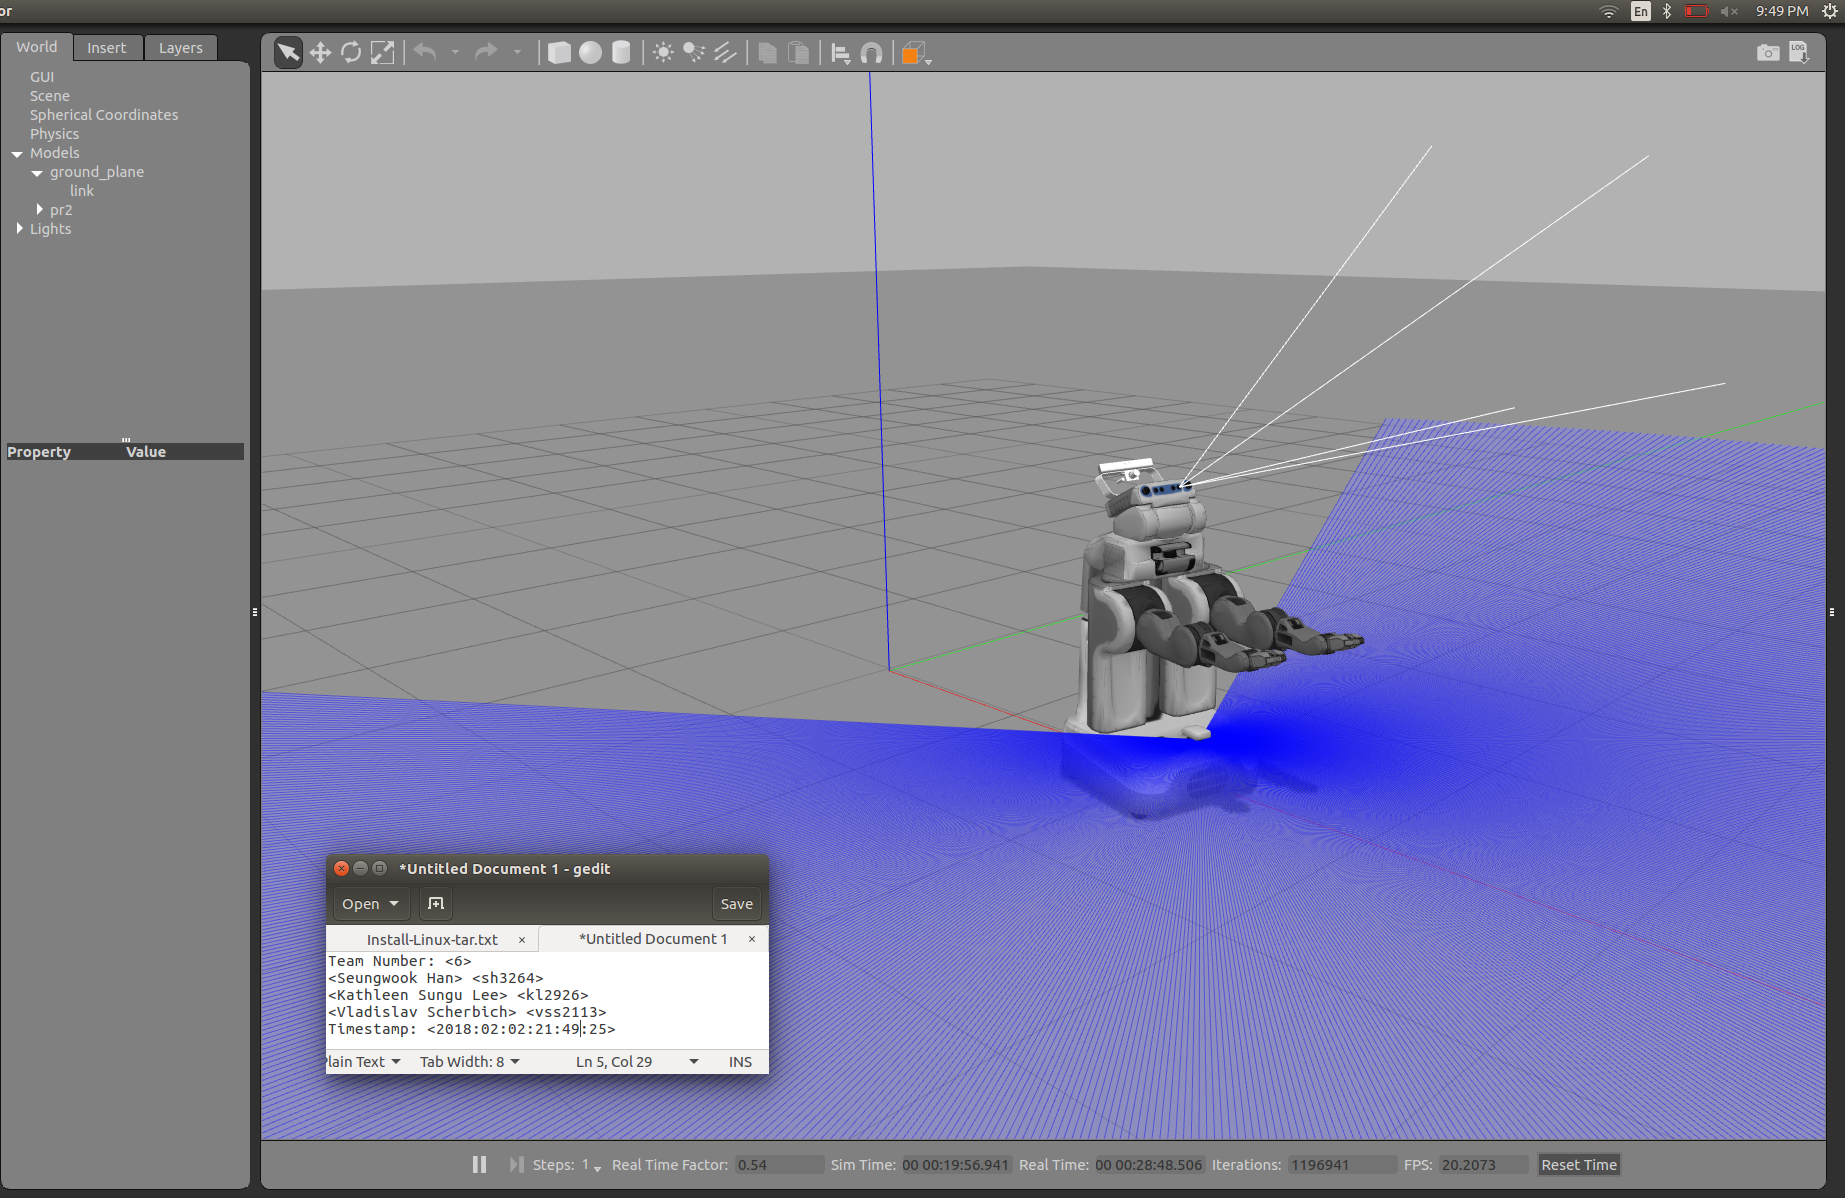 or
En
9:49 PM
World Insert Layers
LOG
GUI
Scene
Spherical Coordinates
Physics
Models
ground_plane
link
pr2
Lights
Property Value
*Untitled Document 1 - gedit
Open Save
Install-Linux-tar.txt × *Untitled Document 1 ×
Team Number: <6>
<Seungwook Han> <sh3264>
<Kathleen Sungu Lee> <kl2926>
<Vladislav Scherbich> <vss2113>
Timestamp: <2018:02:02:21:49:25>
Plain Text Tab Width: 8 Ln 5, Col 29 INS
Steps: 1 Real Time Factor: 0.54 Sim Time: 00 00:19:56.941 Real Time: 00 00:28:48.506 Iterations: 1196941 FPS: 20.2073 Reset Time